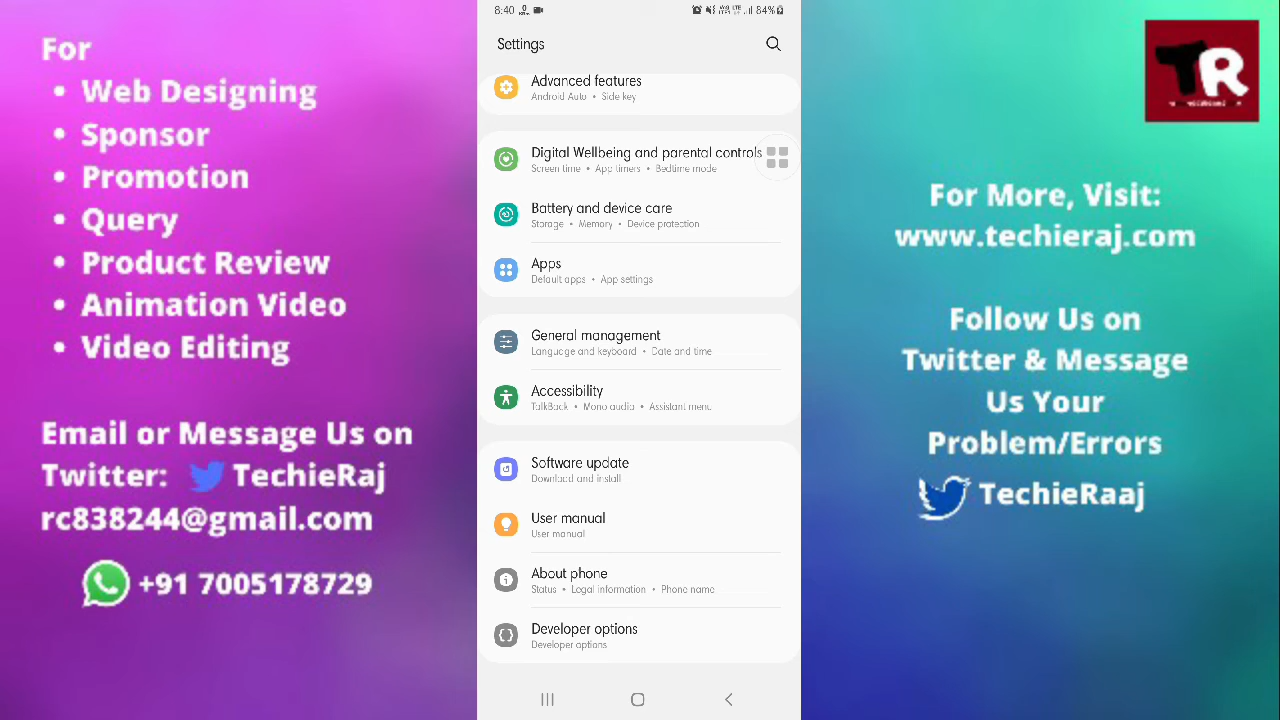 For
• Web Designing
• Sponsor
• Promotion
• Query
• Product Review
• Animation Video
• Video Editing
Email or Message Us on
Twitter: TechieRaj
rc838244@gmail.com
+91 7005178729
8:40
84%
Settings
Advanced features
Android Auto • Side key
Digital Wellbeing and parental controls
Screen time • App timers • Bedtime mode
Battery and device care
Storage • Memory • Device protection
Apps
Default apps • App settings
General management
Language and keyboard • Date and time
Accessibility
TalkBack • Mono audio • Assistant menu
Software update
Download and install
User manual
User manual
About phone
Status • Legal information • Phone name
Developer options
Developer options
TR
For More, Visit:
www.techieraj.com
Follow Us on
Twitter & Message
Us Your
Problem/Errors
TechieRaaj